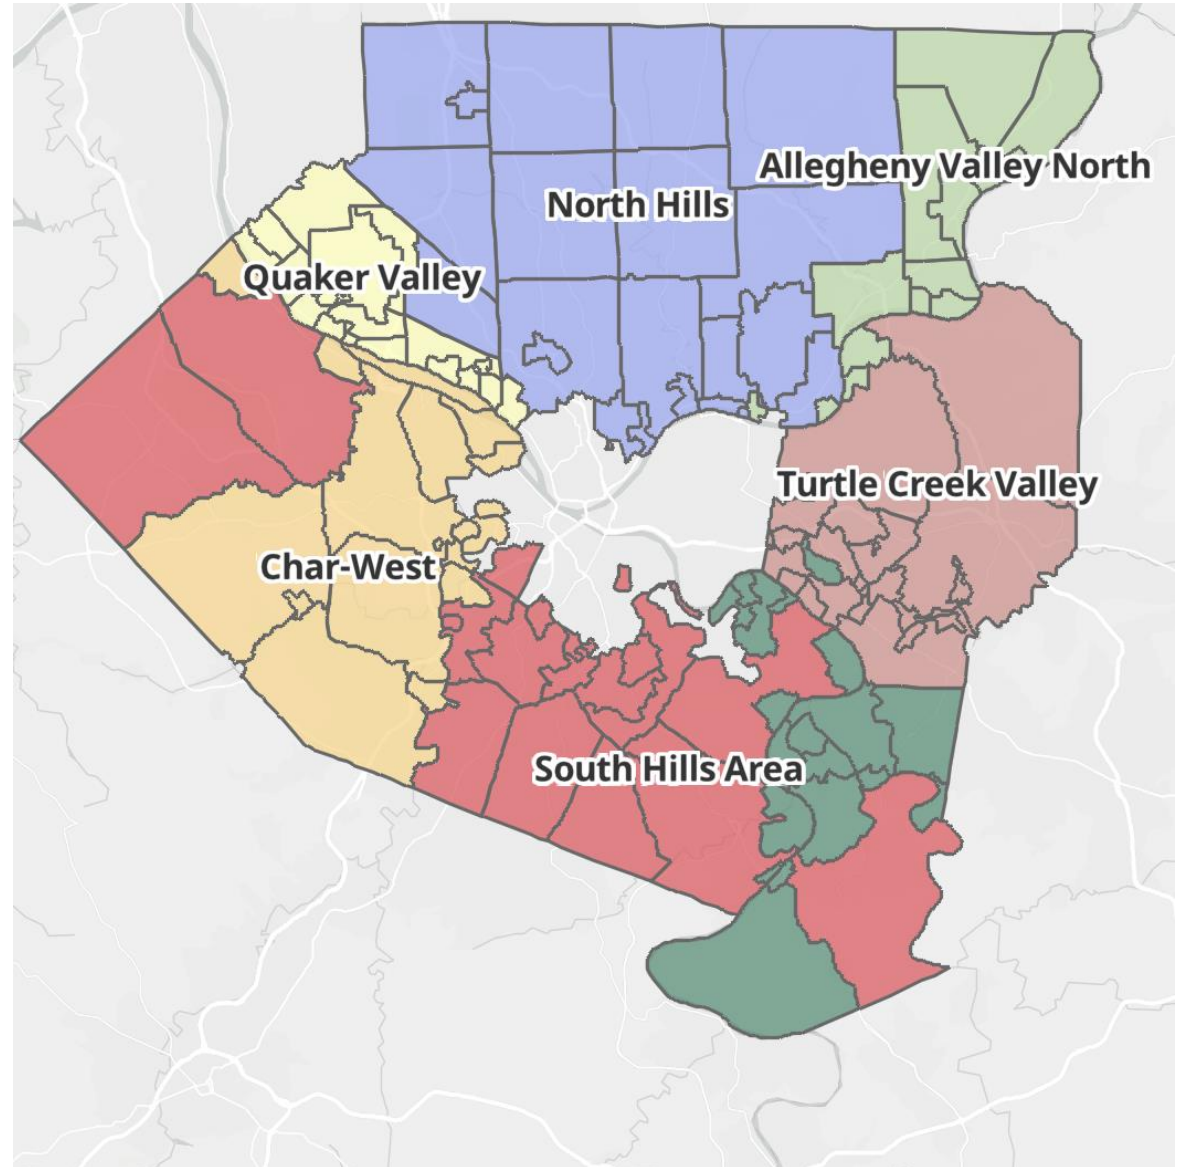 Allegheny Valley North
North Hills
Quaker Valley
Turtle Creek Valley
Char-West
South Hills Area